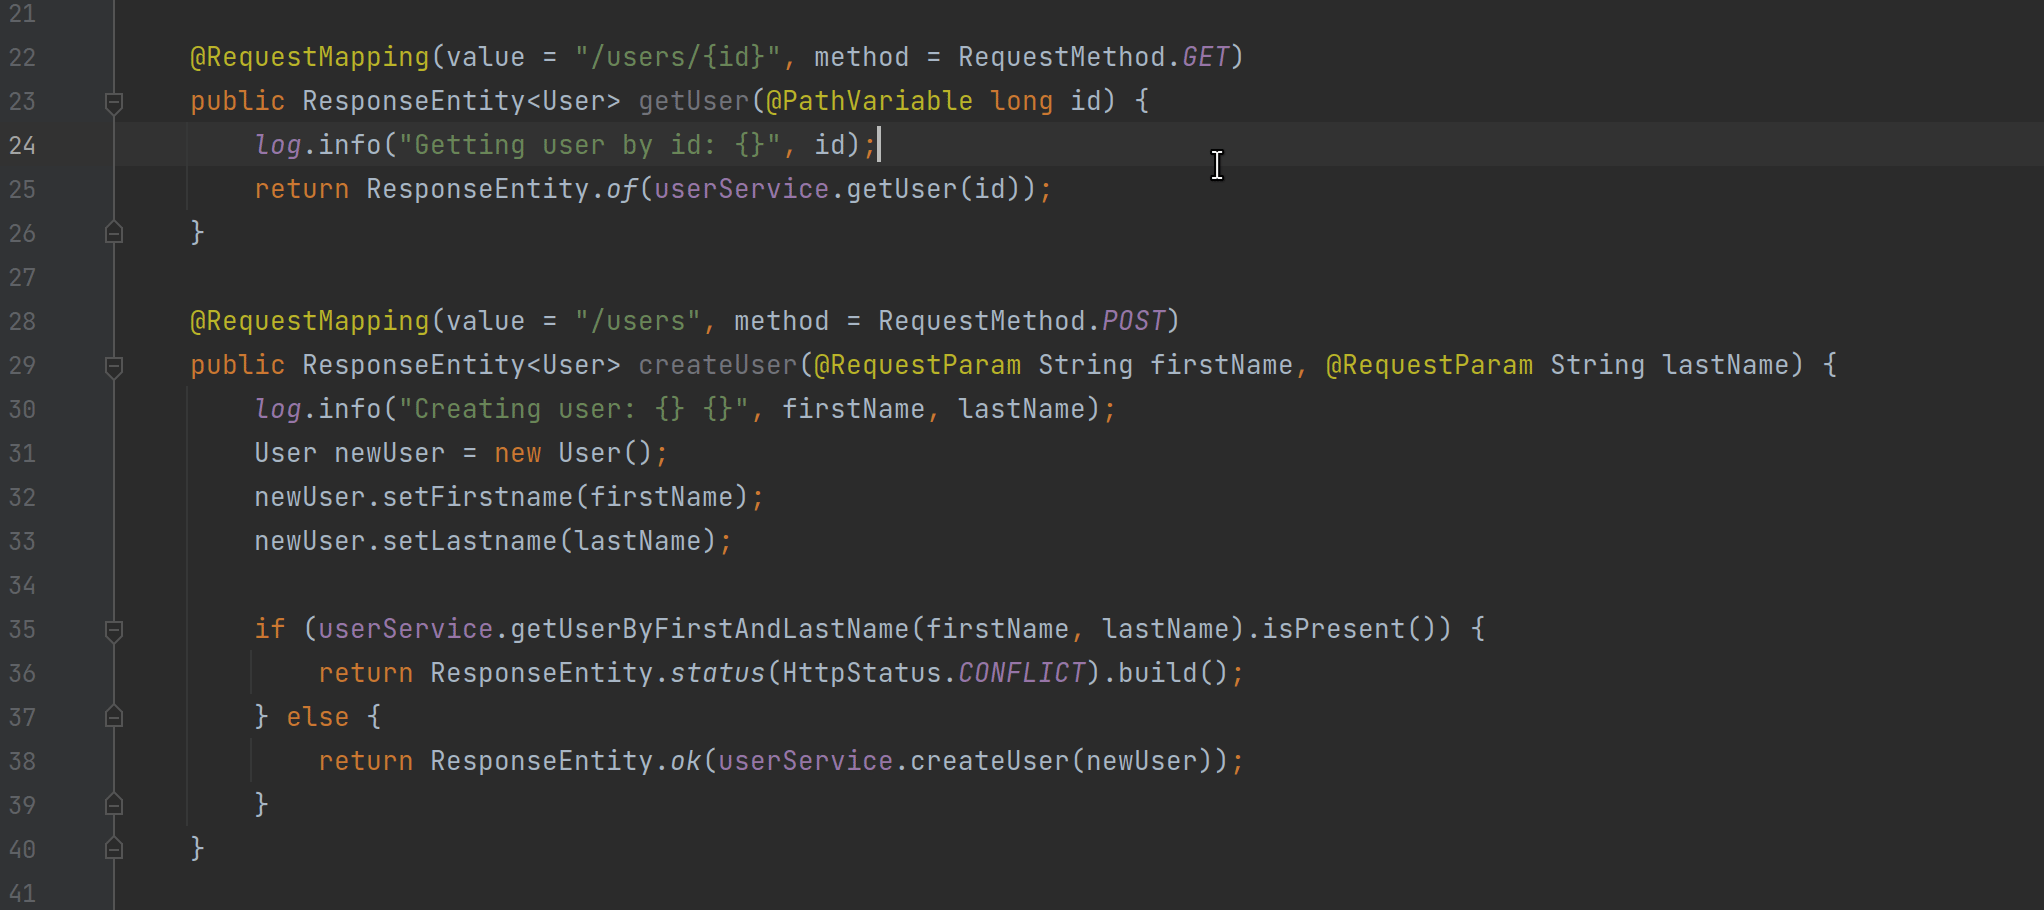 21
22 @RequestMapping(value = "/users/{id}", method = RequestMethod.GET)
23 public ResponseEntity<User> getUser(@PathVariable long id) {
24 log.info("Getting user by id: {}", id);
25 return ResponseEntity.of(userService.getUser(id));
26 }
27
28 @RequestMapping(value = "/users", method = RequestMethod.POST)
29 public ResponseEntity<User> createUser(@RequestParam String firstName, @RequestParam String lastName) {
30 log.info("Creating user: {} {}", firstName, lastName);
31 User newUser = new User();
32 newUser.setFirstname(firstName);
33 newUser.setLastname(lastName);
34
35 if (userService.getUserByFirstAndLastName(firstName, lastName).isPresent()) {
36 return ResponseEntity.status(HttpStatus.CONFLICT).build();
37 } else {
38 return ResponseEntity.ok(userService.createUser(newUser));
39 }
40 }
41